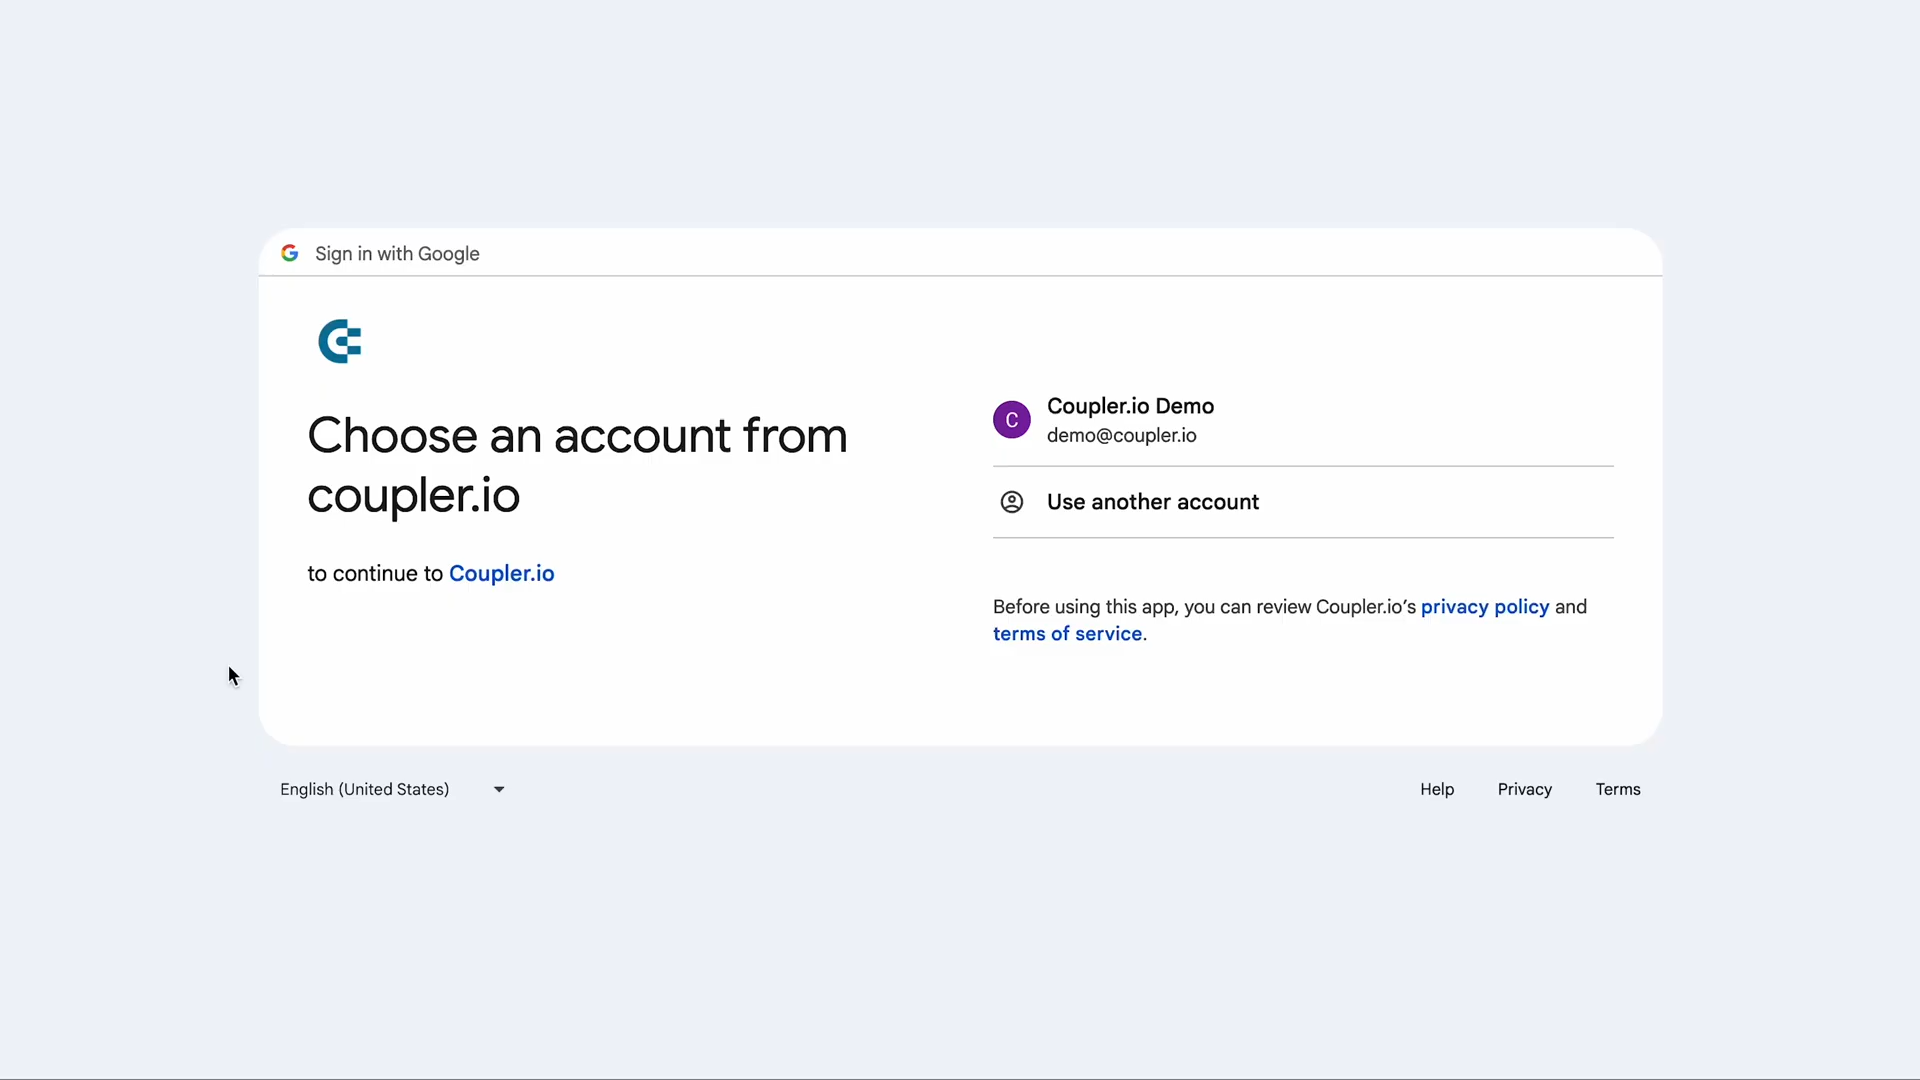 Sign in with Google
Choose an account from
coupler.io
to continue to Coupler.io
C
Coupler.io Demo
demo@coupler.io
Use another account
Before using this app, you can review Coupler.io’s privacy policy and
terms of service.
English (United States)
Help Privacy Terms